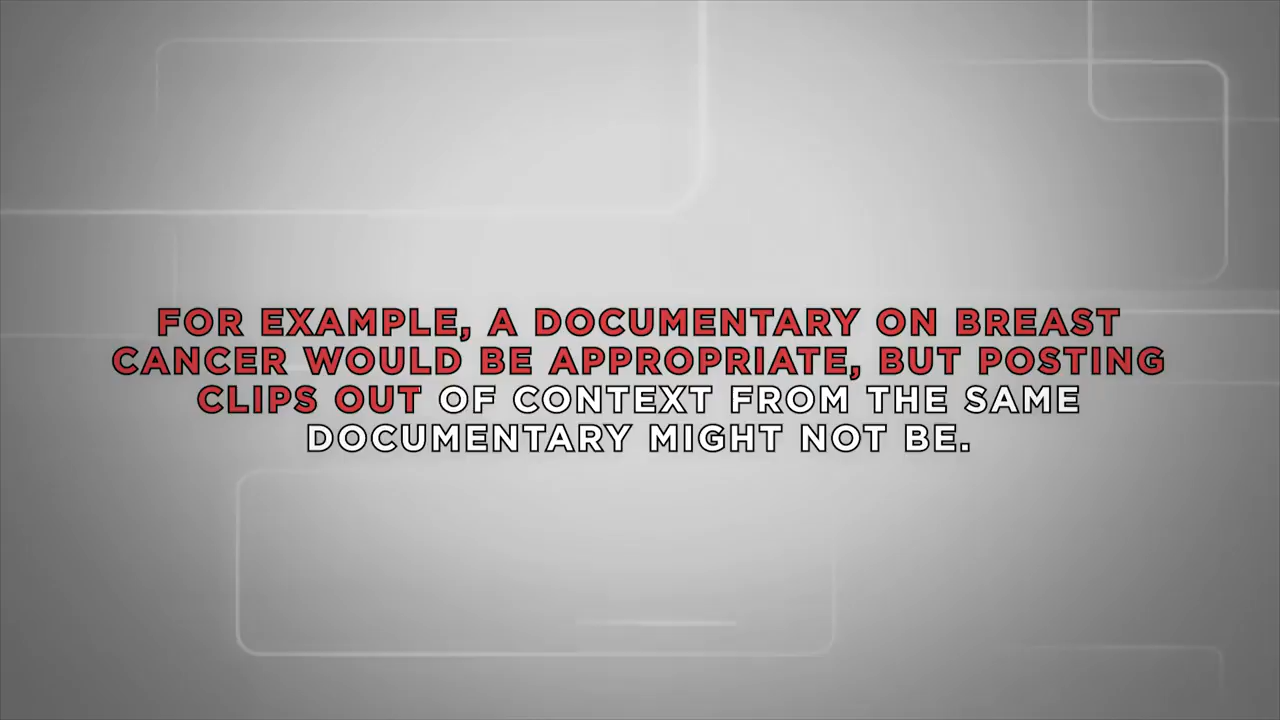 FOR EXAMPLE, A DOCUMENTARY ON BREAST
CANCER WOULD BE APPROPRIATE, BUT POSTING
CLIPS OUT OF CONTEXT FROM THE SAME
DOCUMENTARY MIGHT NOT BE.